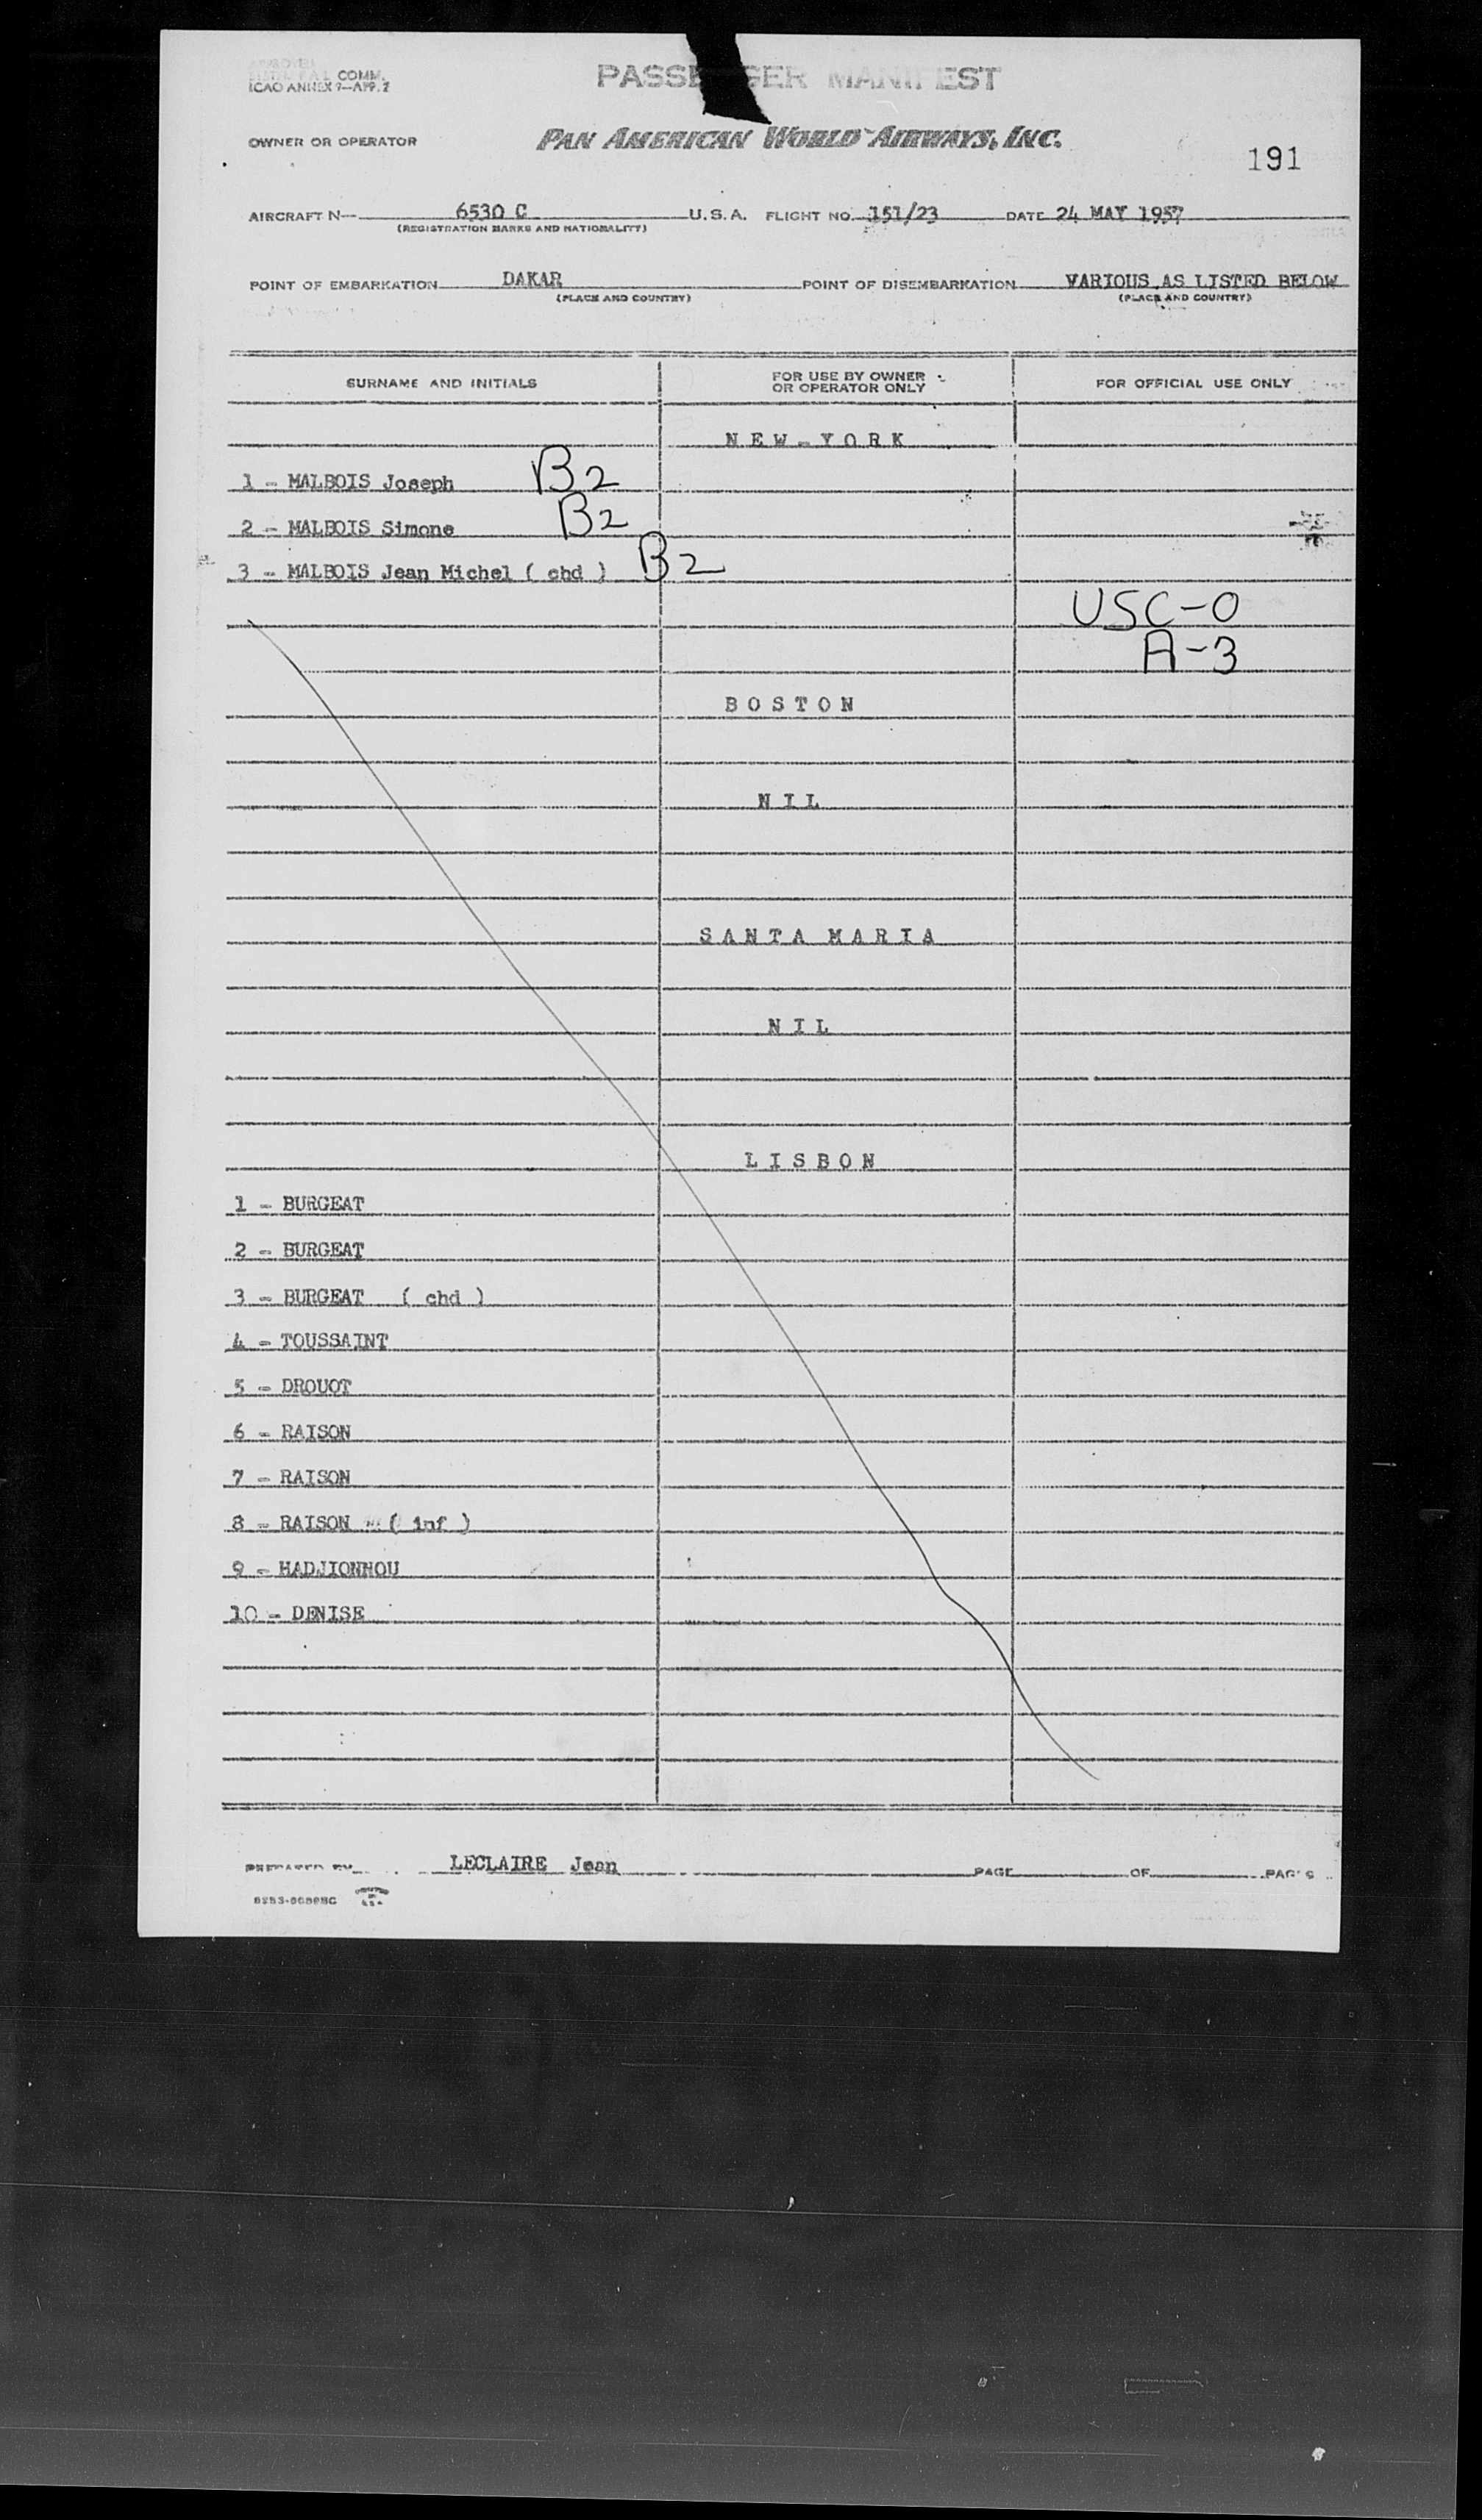 COMM.
ICAO ANNEX 9—APP. 2
PASSENGER MANIFEST
OWNER OR OPERATOR PAN AMERICAN WORLD AIRWAYS, INC.
191
AIRCRAFT N— 6530 C U.S.A. FLIGHT NO. 151/23 DATE 24 MAY 1957
(REGISTRATION MARKS AND NATIONALITY)
POINT OF EMBARKATION DAKAR POINT OF DISEMBARKATION VARIOUS AS LISTED BELOW
(PLACE AND COUNTRY) (PLACE AND COUNTRY)
SURNAME AND INITIALS FOR USE BY OWNER OR OPERATOR ONLY FOR OFFICIAL USE ONLY
NEW-YORK
1 - MALBOIS Joseph B2
2 - MALBOIS Simone B2
3 - MALBOIS Jean Michel ( chd ) B2
USC-0
A-3
BOSTON
NIL
SANTA MARIA
NIL
LISBON
1 - BURGEAT
2 - BURGEAT
3 - BURGEAT ( chd )
4 - TOUSSAINT
5 - DROUOT
6 - RAISON
7 - RAISON
8 - RAISON ( inf )
9 - HADJIONNOU
10 - DENISE
PREPARED BY LECLAIRE Jean PAGE OF PAGES